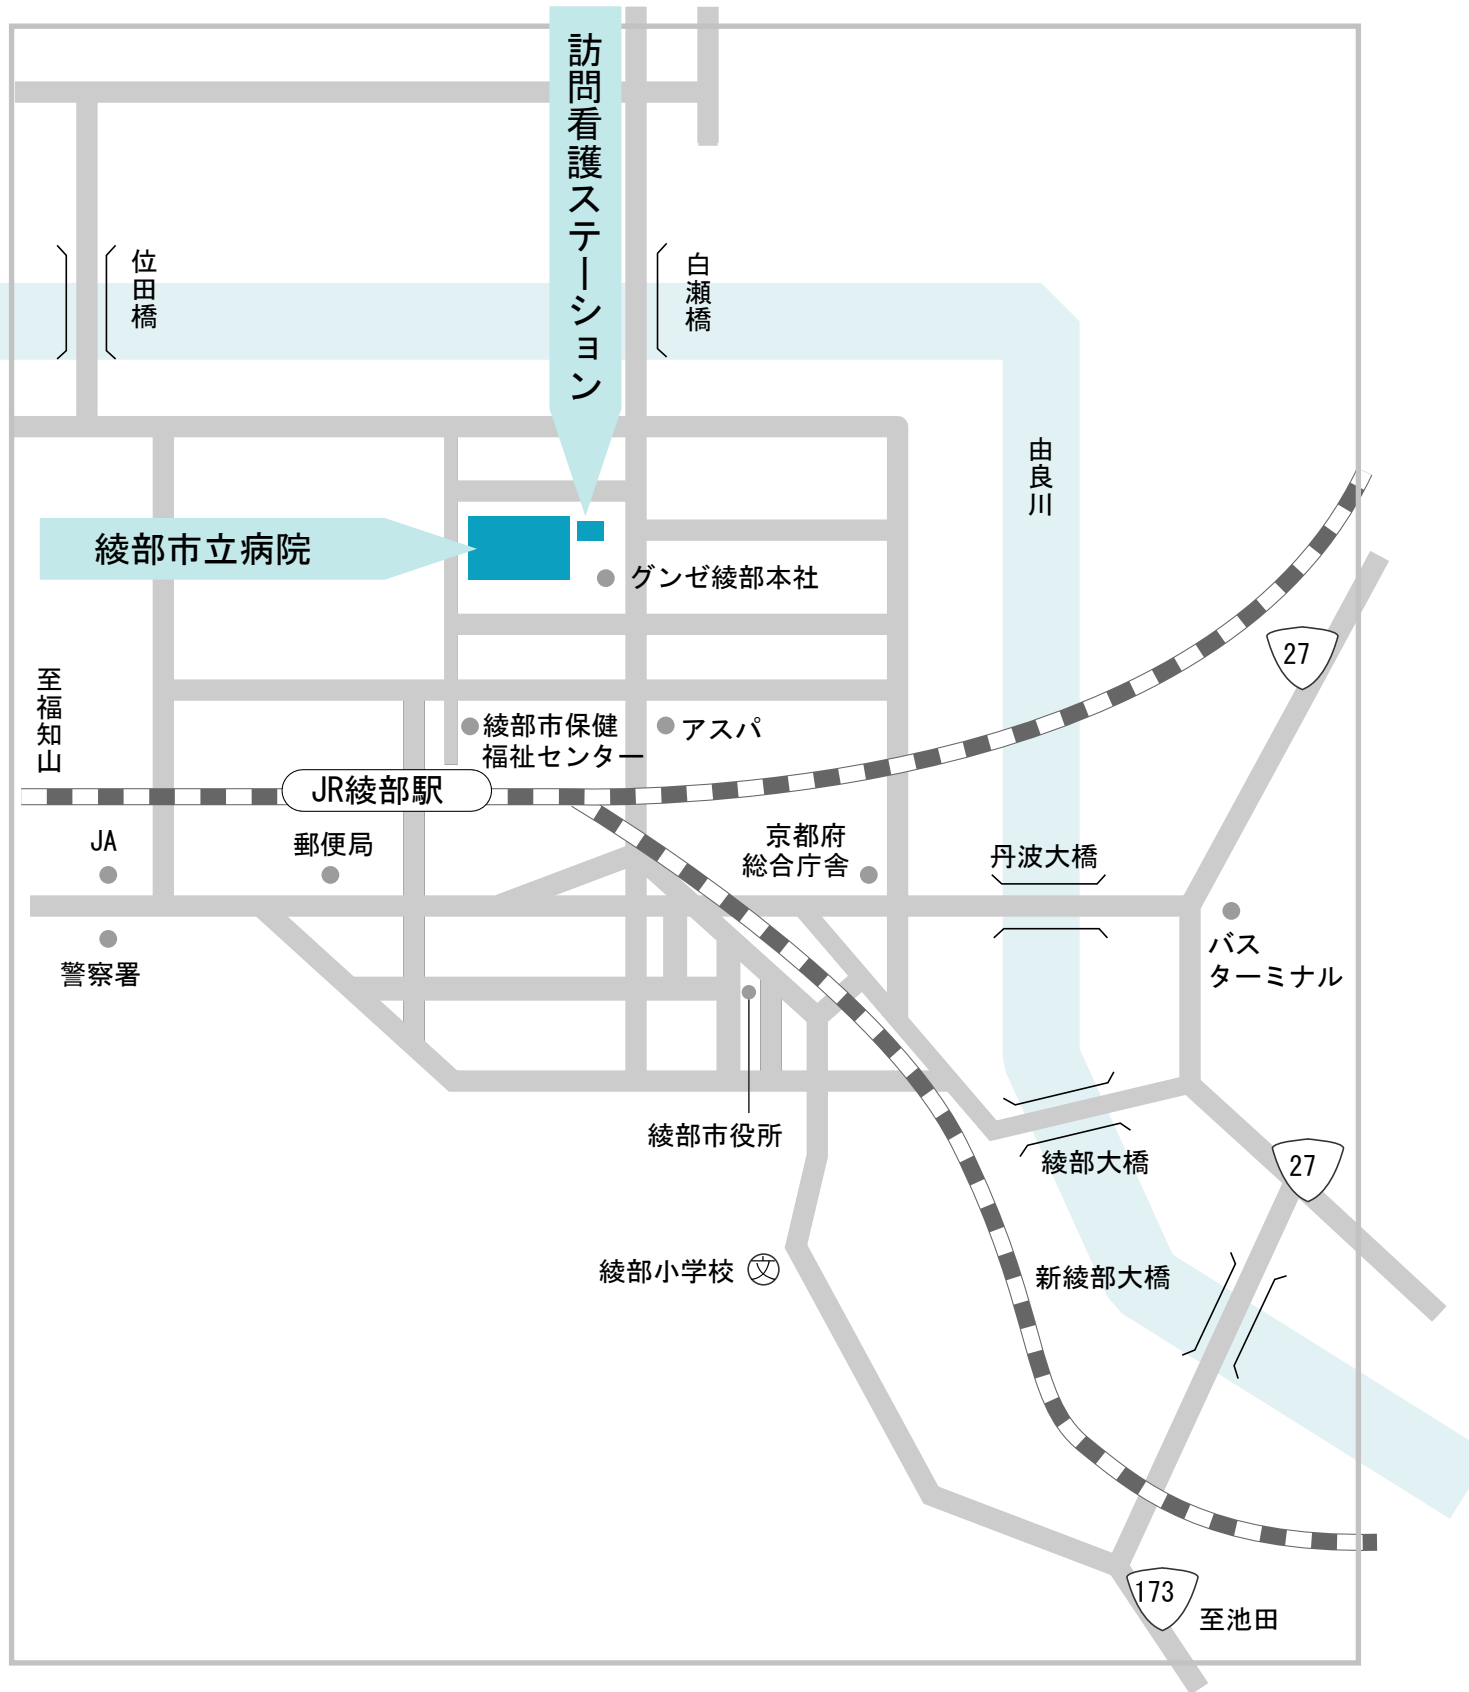 訪問看護ステーション
位田橋
白瀬橋
由良川
綾部市立病院
グンゼ綾部本社
27
至福知山
綾部市保健
福祉センター
アスパ
JR綾部駅
JA
郵便局
京都府
総合庁舎
丹波大橋
バス
ターミナル
警察署
綾部市役所
綾部大橋
27
綾部小学校
文
新綾部大橋
173
至池田